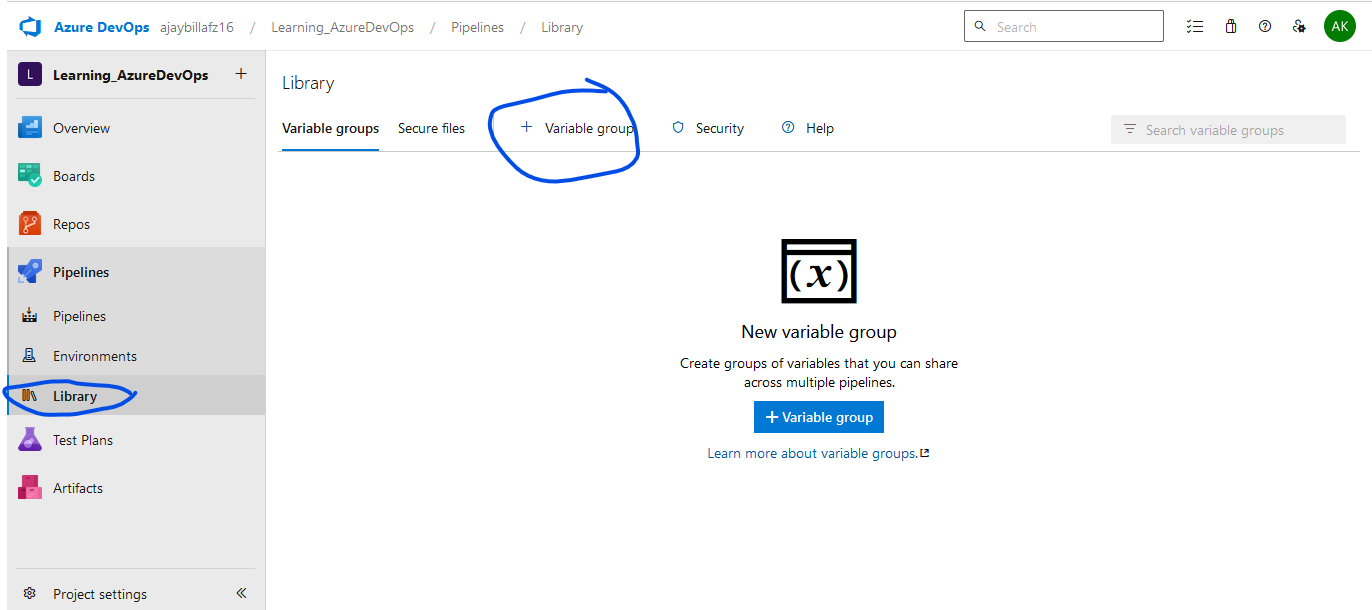 Azure DevOps ajaybillafz16 / Learning_AzureDevOps / Pipelines / Library Search AK
L Learning_AzureDevOps +
Overview
Boards
Repos
Pipelines
Pipelines
Environments
Library
Test Plans
Artifacts
Project settings
Library
Variable groups Secure files + Variable group Security Help Search variable groups
(x)
New variable group
Create groups of variables that you can share
across multiple pipelines.
+ Variable group
Learn more about variable groups.